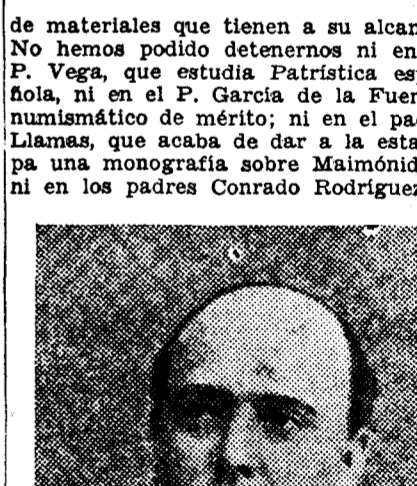 de materiales que tienen a su alcan
No hemos podido detenernos ni en
P. Vega, que estudia Patrística es
ñola, ni en el P. García de la Fuen
numismático de mérito; ni en el pa
Llamas, que acaba de dar a la esta
pa una monografía sobre Maimónid
ni en los padres Conrado Rodríguez